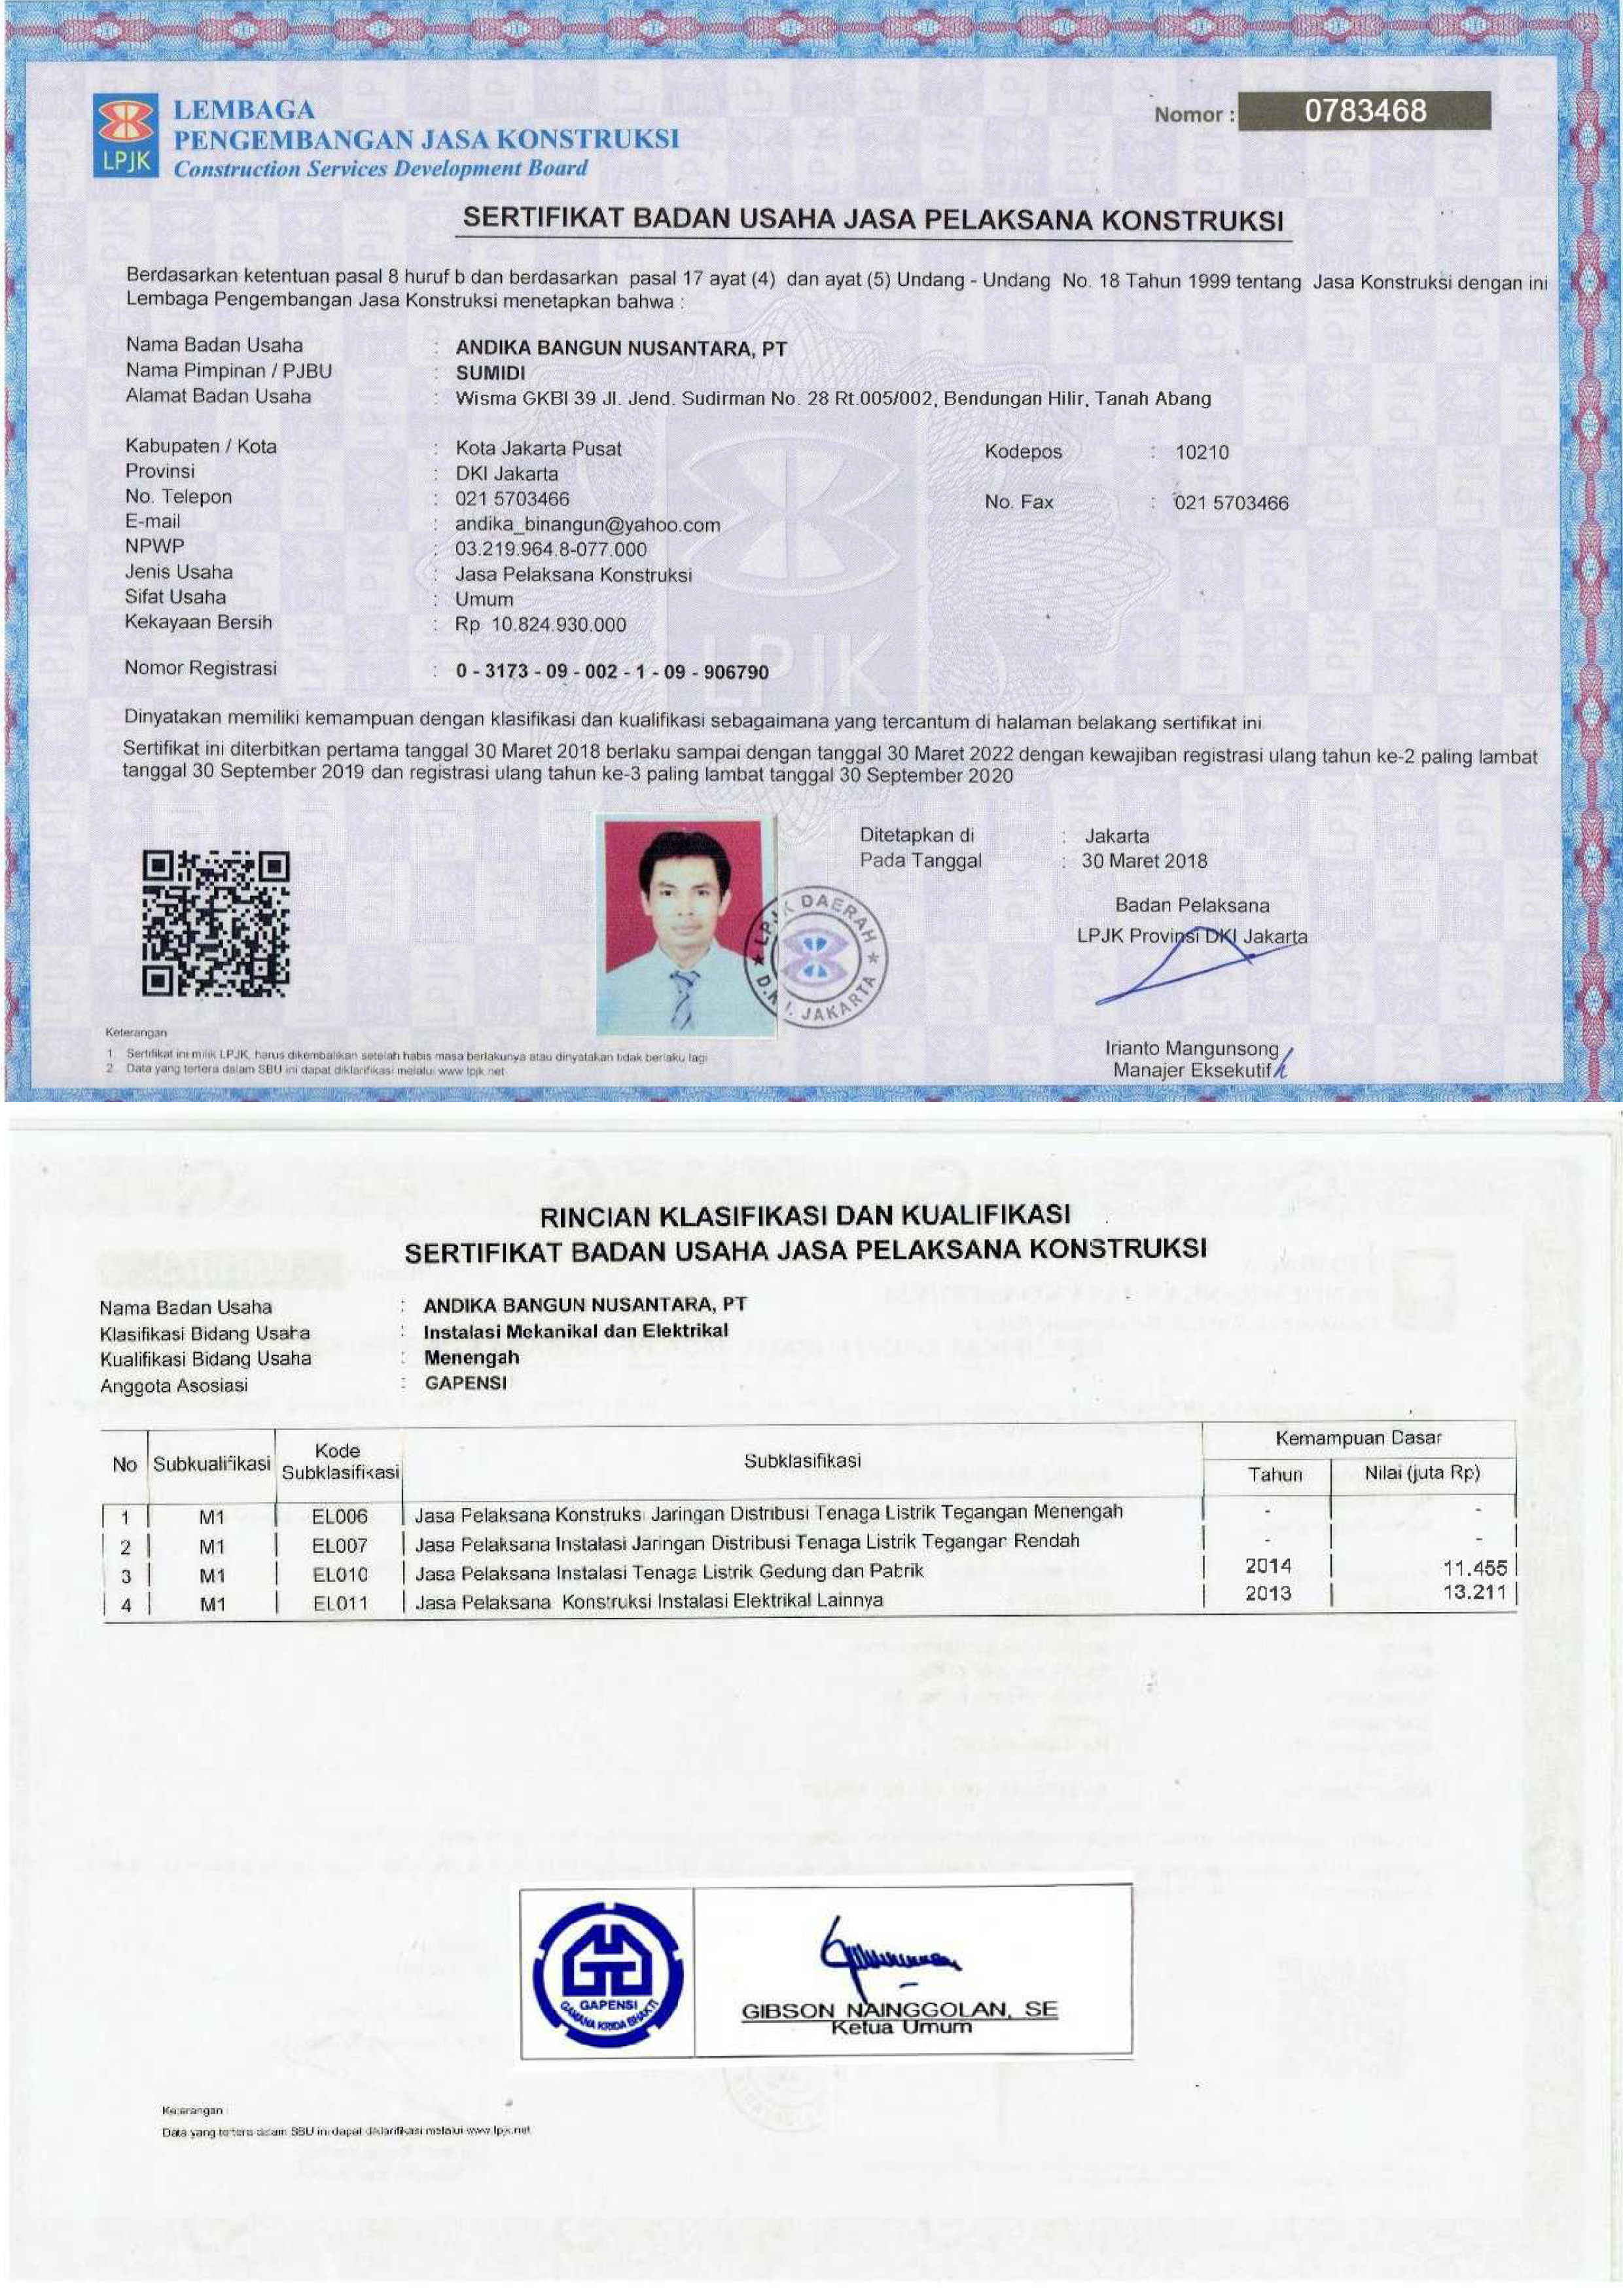 LEMBAGA
PENGEMBANGAN JASA KONSTRUKSI
Construction Services Development Board
LPJK
Nomor : 0783468
SERTIFIKAT BADAN USAHA JASA PELAKSANA KONSTRUKSI
Berdasarkan ketentuan pasal 8 huruf b dan berdasarkan pasal 17 ayat (4) dan ayat (5) Undang - Undang No. 18 Tahun 1999 tentang Jasa Konstruksi dengan ini
Lembaga Pengembangan Jasa Konstruksi menetapkan bahwa :
Nama Badan Usaha : ANDIKA BANGUN NUSANTARA, PT
Nama Pimpinan / PJBU : SUMIDI
Alamat Badan Usaha : Wisma GKBI 39 Jl. Jend. Sudirman No. 28 Rt.005/002, Bendungan Hilir, Tanah Abang
Kabupaten / Kota : Kota Jakarta Pusat Kodepos : 10210
Provinsi : DKI Jakarta
No. Telepon : 021 5703466 No. Fax : 021 5703466
E-mail : andika_binangun@yahoo.com
NPWP : 03.219.964.8-077.000
Jenis Usaha : Jasa Pelaksana Konstruksi
Sifat Usaha : Umum
Kekayaan Bersih : Rp 10.824.930.000
Nomor Registrasi : 0 - 3173 - 09 - 002 - 1 - 09 - 906790
Dinyatakan memiliki kemampuan dengan klasifikasi dan kualifikasi sebagaimana yang tercantum di halaman belakang sertifikat ini
Sertifikat ini diterbitkan pertama tanggal 30 Maret 2018 berlaku sampai dengan tanggal 30 Maret 2022 dengan kewajiban registrasi ulang tahun ke-2 paling lambat
tanggal 30 September 2019 dan registrasi ulang tahun ke-3 paling lambat tanggal 30 September 2020
Ditetapkan di : Jakarta
Pada Tanggal : 30 Maret 2018
Badan Pelaksana
LPJK Provinsi DKI Jakarta
LPJK DAERAH D.K.I. JAKARTA
Irianto Mangunsong
Manajer Eksekutif
Keterangan
1 Sertifikat ini milik LPJK, harus dikembalikan setelah habis masa berlakunya atau dinyatakan tidak berlaku lagi
2 Data yang tertera dalam SBU ini dapat diklarifikasi melalui www lpjk net
RINCIAN KLASIFIKASI DAN KUALIFIKASI
SERTIFIKAT BADAN USAHA JASA PELAKSANA KONSTRUKSI
Nama Badan Usaha : ANDIKA BANGUN NUSANTARA, PT
Klasifikasi Bidang Usaha : Instalasi Mekanikal dan Elektrikal
Kualifikasi Bidang Usaha : Menengah
Anggota Asosiasi : GAPENSI
No Subkualifikasi Kode Subklasifikasi Subklasifikasi Kemampuan Dasar
Tahun Nilai (juta Rp)
1 M1 EL006 Jasa Pelaksana Konstruksi Jaringan Distribusi Tenaga Listrik Tegangan Menengah - -
2 M1 EL007 Jasa Pelaksana Instalasi Jaringan Distribusi Tenaga Listrik Tegangan Rendah - -
3 M1 EL010 Jasa Pelaksana Instalasi Tenaga Listrik Gedung dan Pabrik 2014 11.455
4 M1 EL011 Jasa Pelaksana Konstruksi Instalasi Elektrikal Lainnya 2013 13.211
GAPENSI
GAMANA KRIDA BHAKTI
GIBSON NAINGGOLAN, SE
Ketua Umum
Keterangan :
Data yang tertera dalam SBU ini dapat diklarifikasi melalui www.lpjk.net